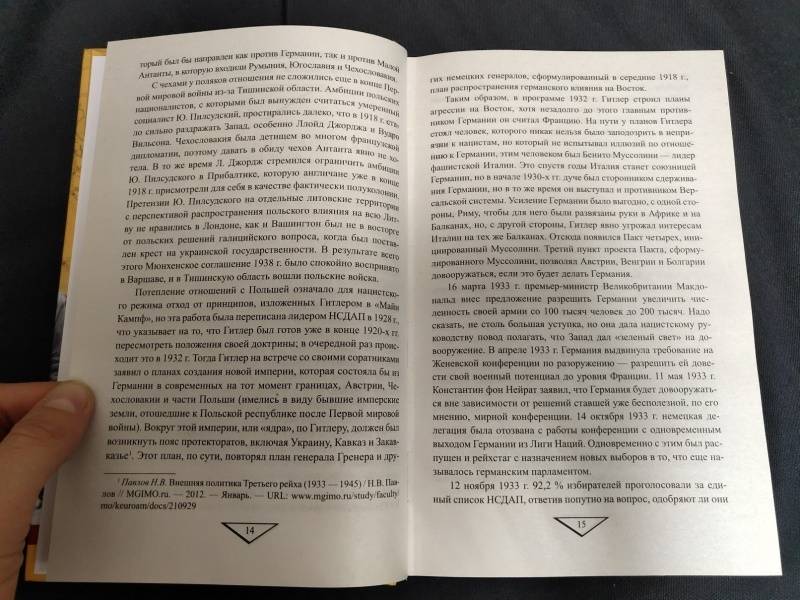 торый был бы направлен как против Германии, так и против Малой
Антанты, в которую входили Румыния, Югославия и Чехословакия.
С чехами у поляков отношения не сложились еще в конце Пер-
вой мировой войны из-за Тишинской области. Амбиции польских
националистов, с которыми был вынужден считаться умеренный
социалист Ю. Пилсудский, простирались далеко, что в 1918 г. ста-
ло сильно раздражать Запад, особенно Ллойд Джорджа и Вудро
Вильсона. Чехословакия была детищем во многом французской
дипломатии, поэтому давать в обиду чехов Антанта явно не хо-
тела. В то же время Л. Джордж стремился ограничить амбиции
Ю. Пилсудского в Прибалтике, которую англичане уже в конце
1918 г. присмотрели для себя в качестве фактически полуколонии.
Претензии Ю. Пилсудского на отдельные литовские территории
с перспективой распространения польского влияния на всю Лит-
ву не нравились в Лондоне, как и Вашингтон был не в восторге
от польских решений галицийского вопроса, когда был постав-
лен крест на украинской государственности. В результате всего
этого Мюнхенское соглашение 1938 г. было спокойно воспринято
в Варшаве, и в Тишинскую область вошли польские войска.
Потепление отношений с Польшей означало для нацистско-
го режима отход от принципов, изложенных Гитлером в «Майн
Кампф», но эта работа была переписана лидером НСДАП в 1928 г.,
что указывает на то, что Гитлер был готов уже в конце 1920-х гг.
пересмотреть положения своей доктрины; в очередной раз проис-
ходит это в 1932 г. Тогда Гитлер на встрече со своими соратниками
заявил о планах создания новой империи, которая состояла бы из
Германии в современных на тот момент границах, Австрии, Че-
хословакии и части Польши (имелись в виду бывшие имперские
земли, отошедшие к Польской республике после Первой мировой
войны). Вокруг этой империи, или «ядра», по Гитлеру, должен был
возникнуть пояс протекторатов, включая Украину, Кавказ и Закав-
казье¹. Этот план, по сути, повторял план генерала Гренера и дру-
¹ Павлов Н.В. Внешняя политика Третьего рейха (1933 — 1945) / Н.В. Пав-
лов // MGIMO.ru. — 2012. — Январь. — URL: www.mgimo.ru/study/faculty/
mo/keuroam/docs/210929
14
гих немецких генералов, сформулированный в середине 1918 г.,
план распространения германского влияния на Восток.
Таким образом, в программе 1932 г. Гитлер строил планы
агрессии на Восток, хотя незадолго до этого главным против-
ником Германии он считал Францию. На пути у планов Гитлера
стоял человек, которого никак нельзя было заподозрить в неприя-
зни к нацистам, но который не испытывал иллюзий по отноше-
нию к Германии, этим человеком был Бенито Муссолини — лидер
фашистской Италии. Это спустя годы Италия станет союзницей
Германии, но в начале 1930-х гг. дуче был сторонником сдержива-
ния Германии, но в то же время он выступал и противником Вер-
сальской системы. Усиление Германии было выгодно, с одной сто-
роны, Риму, чтобы для него были развязаны руки в Африке и на
Балканах, но, с другой стороны, Гитлер явно угрожал интересам
Италии на тех же Балканах. Отсюда появился Пакт четырех, ини-
циированный Муссолини. Третий пункт проекта Пакта, сформу-
лированного Муссолини, позволял Австрии, Венгрии и Болгарии
довооружаться, если это будет делать Германия.
16 марта 1933 г. премьер-министр Великобритании Макдо-
нальд внес предложение разрешить Германии увеличить чис-
ленность своей армии со 100 тысяч человек до 200 тысяч. Надо
сказать, не столь большая уступка, но она дала нацистскому ру-
ководству повод полагать, что Запад дал «зеленый свет» на до-
вооружение. В апреле 1933 г. Германия выдвинула требование на
Женевской конференции по разоружению — разрешить ей дове-
сти свой военный потенциал до уровня Франции. 11 мая 1933 г.
Константин фон Нейрат заявил, что Германия будет довооружать-
ся вне зависимости от решений ставшей уже бесполезной, по его
мнению, мирной конференции. 14 октября 1933 г. немецкая де-
легация была отозвана с работы конференции с одновременным
выходом Германии из Лиги Наций. Одновременно с этим был рас-
пущен и рейхстаг с назначением новых выборов в то, что еще на-
зывалось германским парламентом.
12 ноября 1933 г. 92,2 % избирателей проголосовали за еди-
ный список НСДАП, ответив попутно на вопрос, одобряют ли они
15